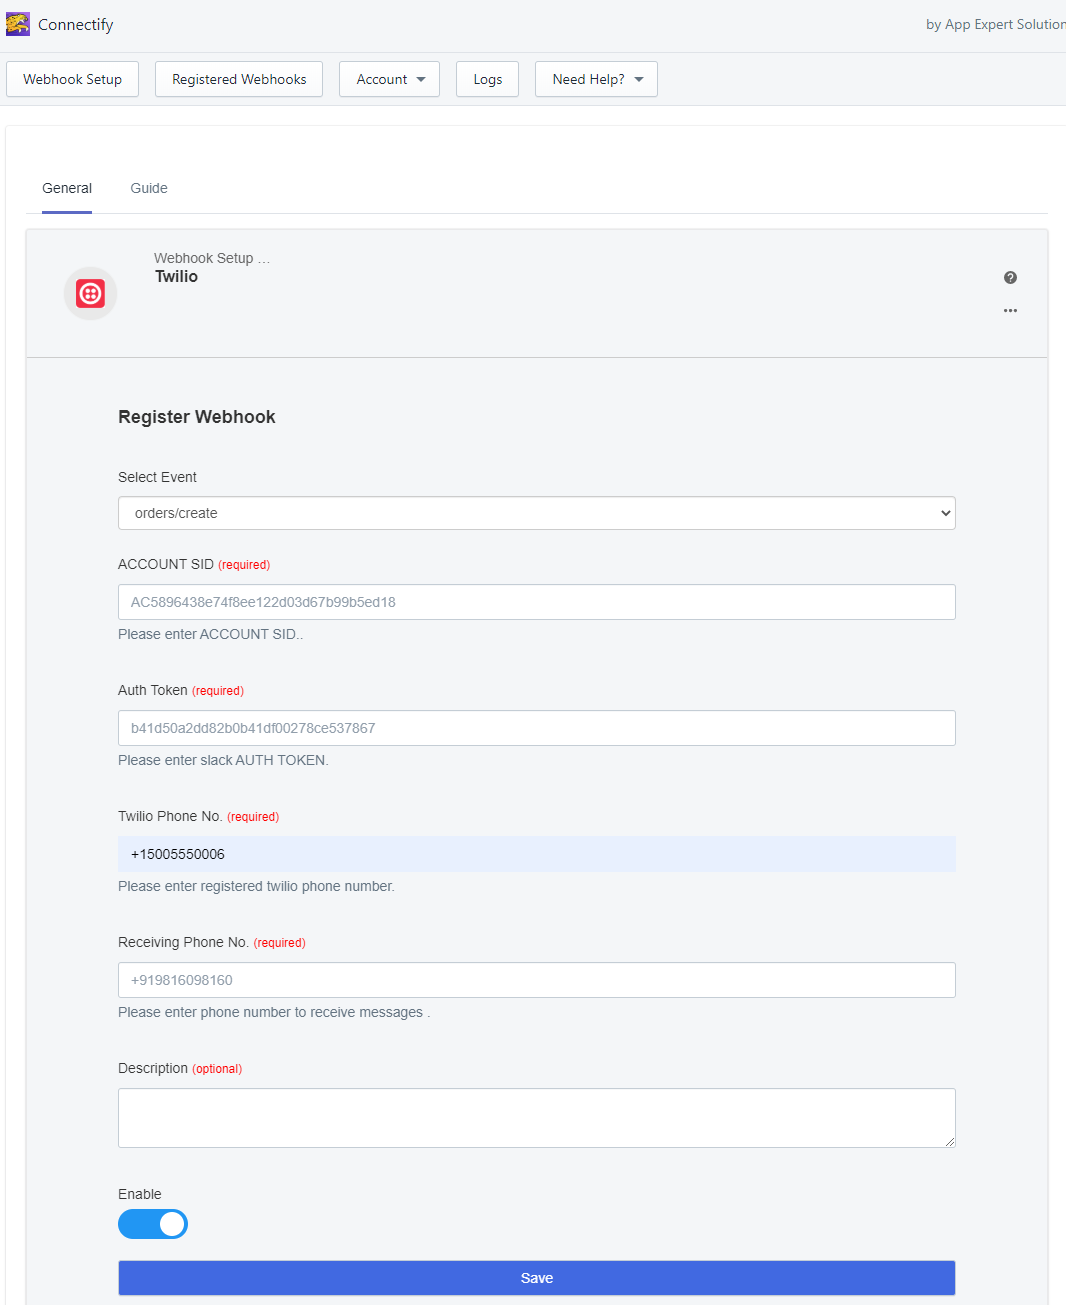 Connectify
by App Expert Solution
Webhook Setup
Registered Webhooks
Account
Logs
Need Help?
General
Guide
Webhook Setup ...
Twilio
Register Webhook
Select Event
orders/create
ACCOUNT SID (required)
AC5896438e74f8ee122d03d67b99b5ed18
Please enter ACCOUNT SID..
Auth Token (required)
b41d50a2dd82b0b41df00278ce537867
Please enter slack AUTH TOKEN.
Twilio Phone No. (required)
+15005550006
Please enter registered twilio phone number.
Receiving Phone No. (required)
+919816098160
Please enter phone number to receive messages .
Description (optional)
Enable
Save